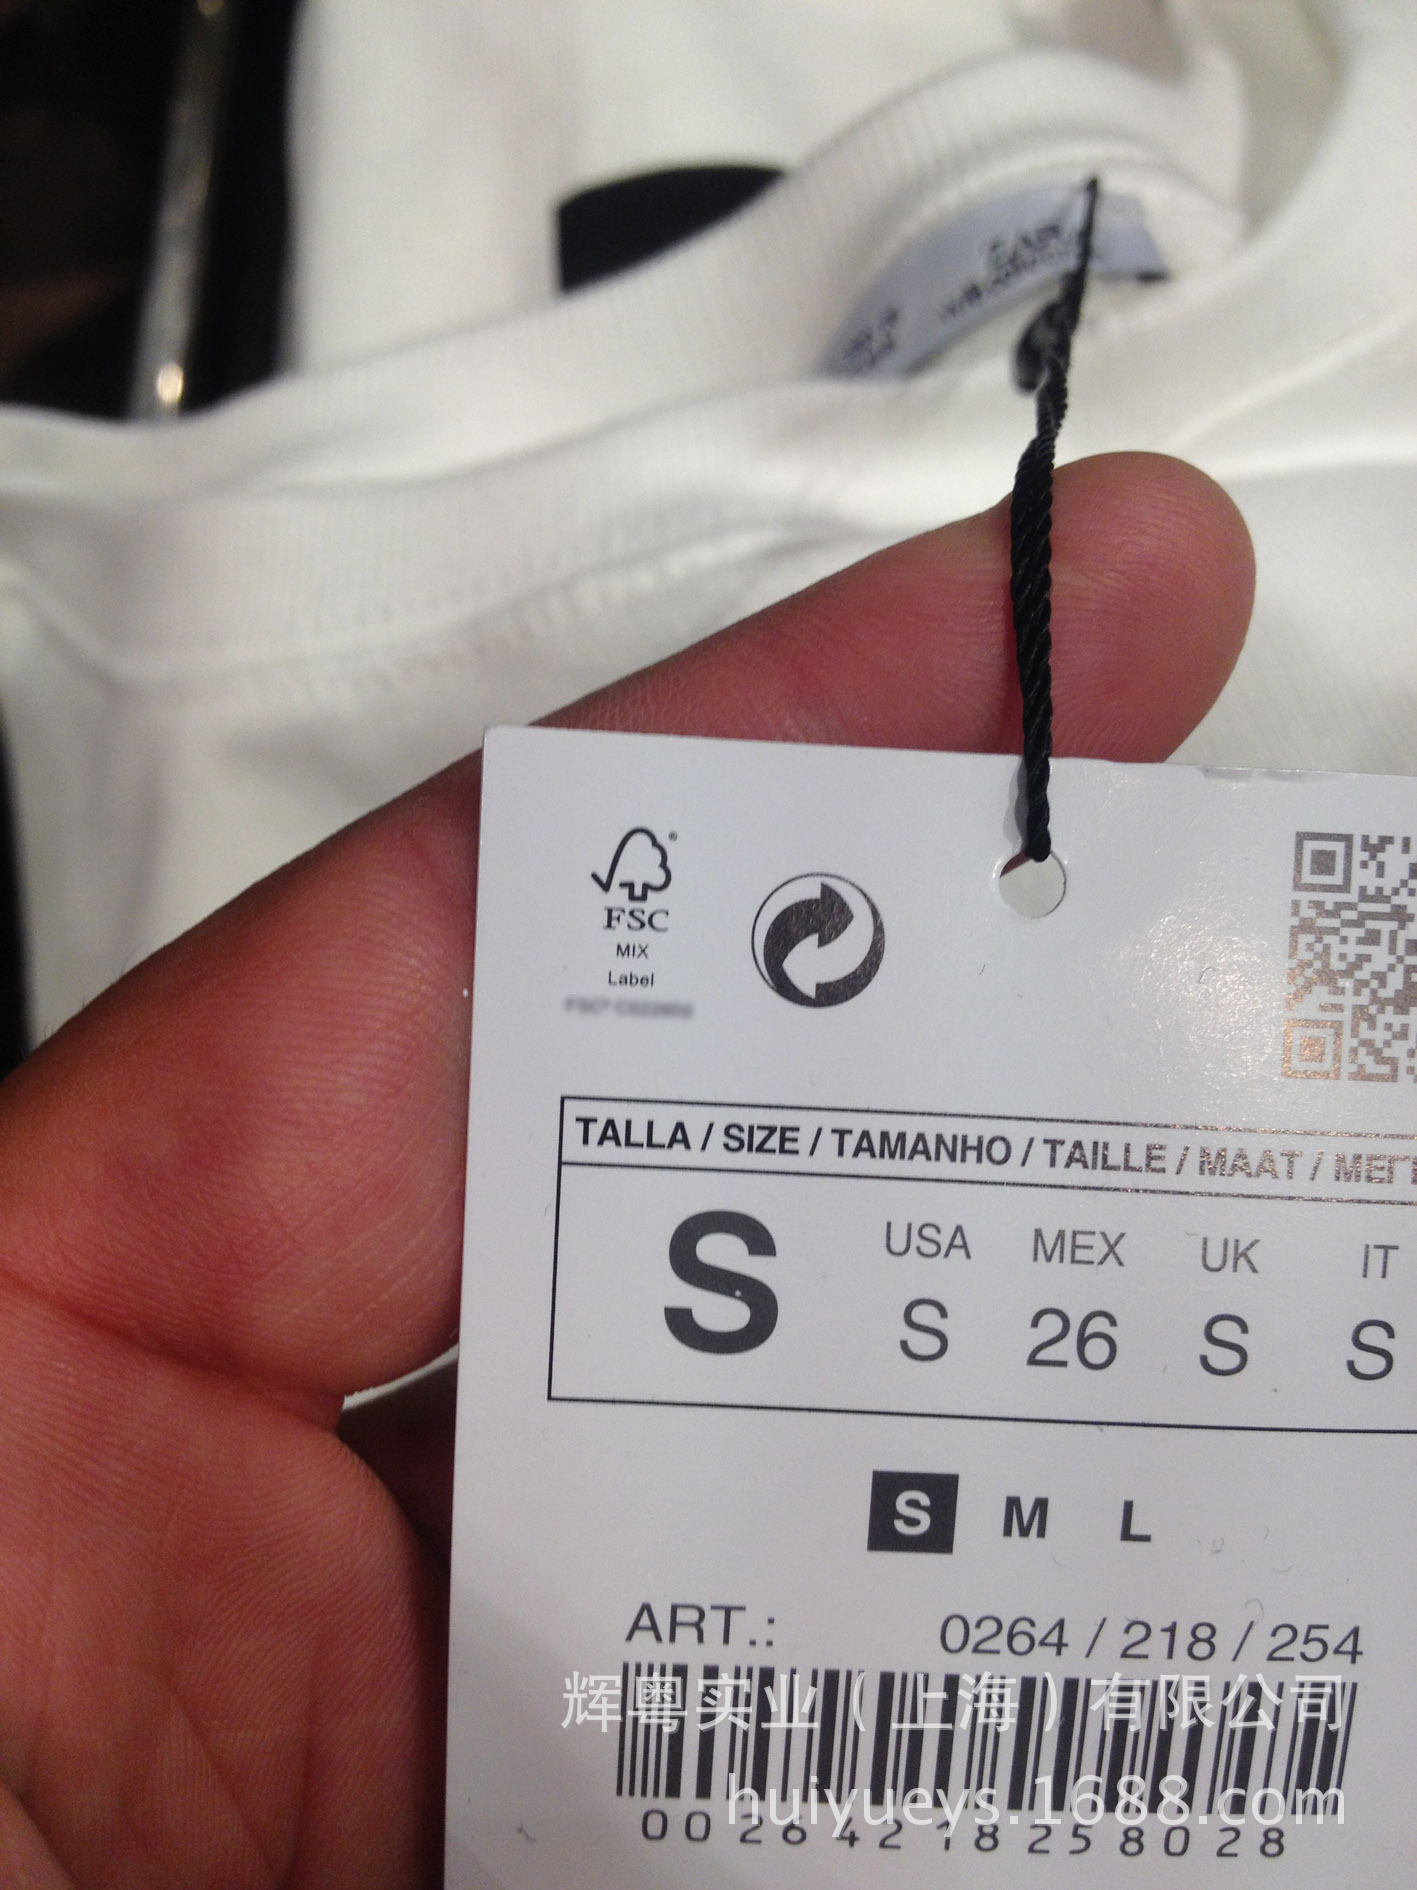 ZARA
®
FSC
MIX
Label
TALLA / SIZE / TAMANHO / TAILLE / MAAT /
S
USA MEX UK IT
S 26 S S
S M L
ART.: 0264 / 218 / 254
辉粤实业（上海）有限公司
huiyueys.1688.com
00264218258028